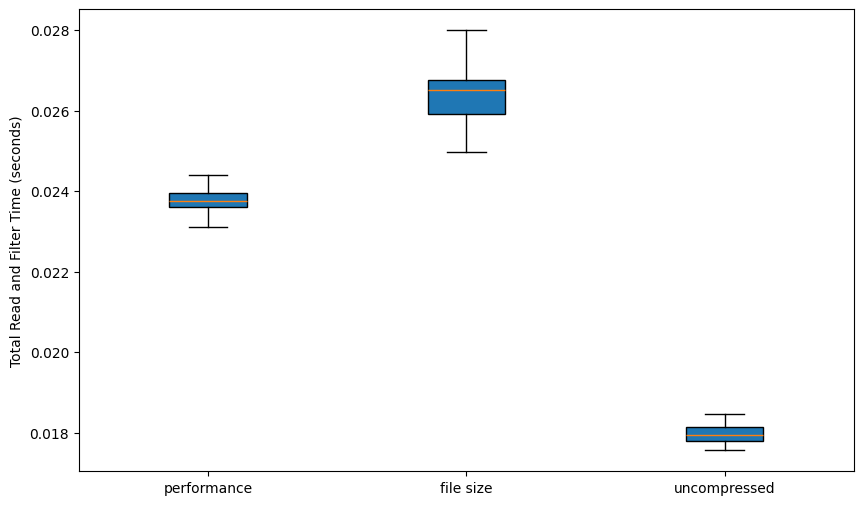 Total Read and Filter Time (seconds)
0.028
0.026
0.024
0.022
0.020
0.018
performance
file size
uncompressed